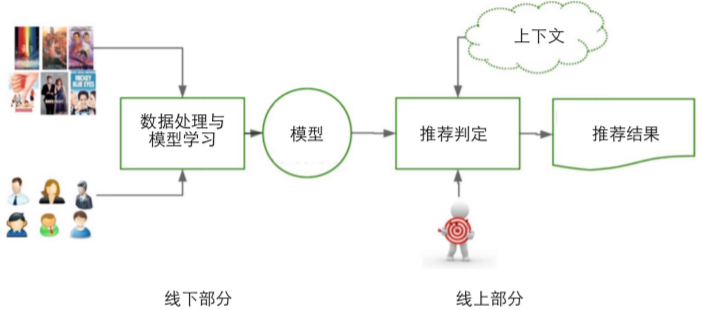 上下文
数据处理与
模型学习
模型
推荐判定
推荐结果
线下部分
线上部分